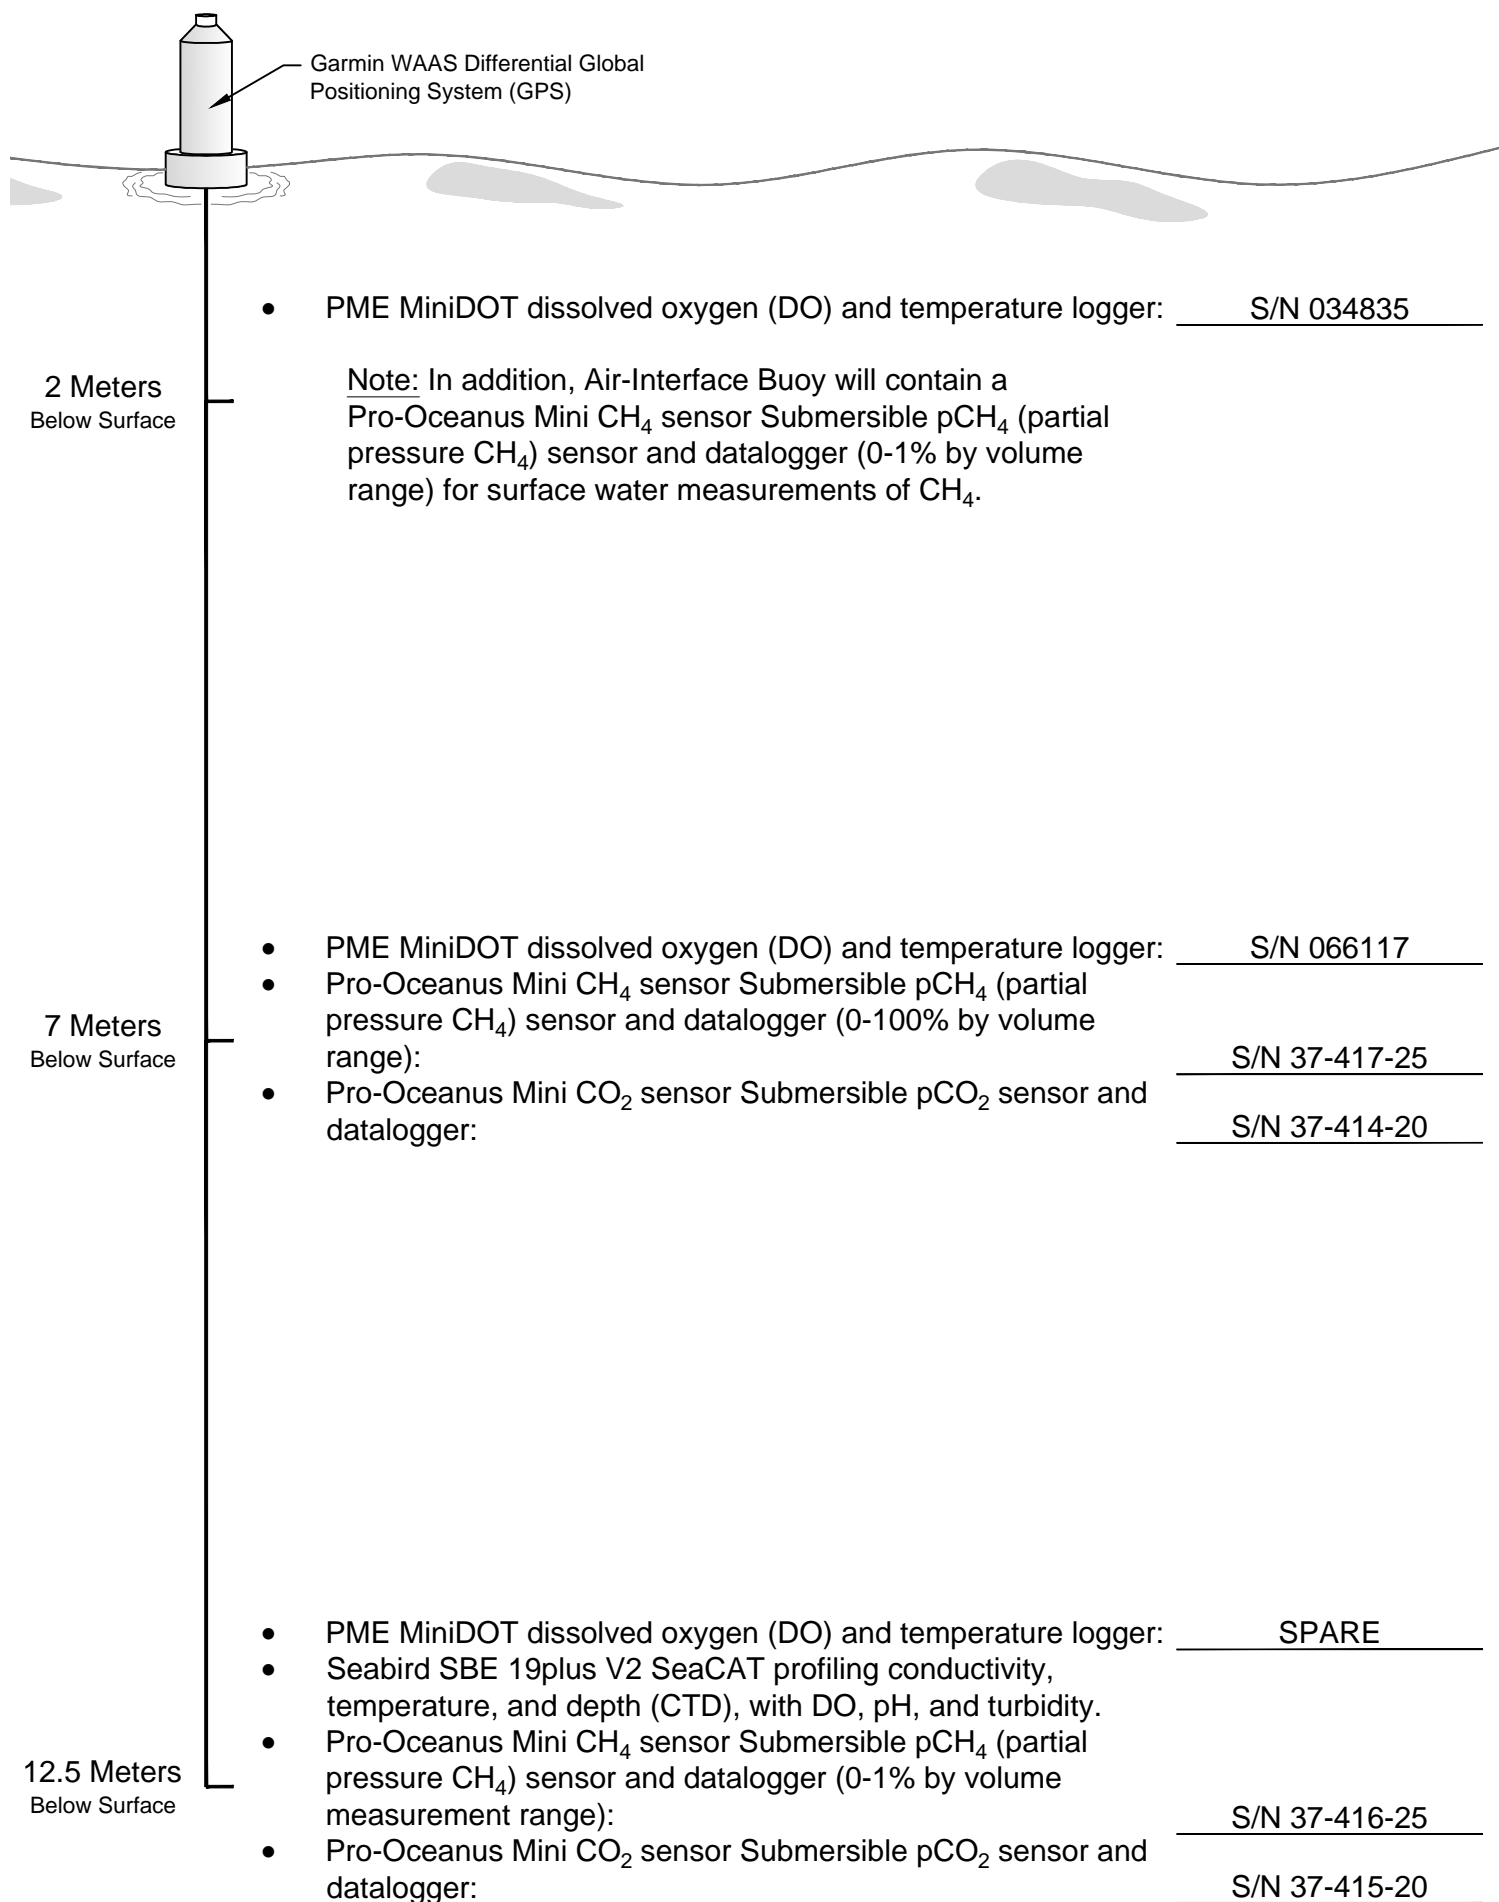 Garmin WAAS Differential Global
Positioning System (GPS)
• PME MiniDOT dissolved oxygen (DO) and temperature logger: S/N 034835
2 Meters
Below Surface
Note: In addition, Air-Interface Buoy will contain a
Pro-Oceanus Mini CH₄ sensor Submersible pCH₄ (partial
pressure CH₄) sensor and datalogger (0-1% by volume
range) for surface water measurements of CH₄.
• PME MiniDOT dissolved oxygen (DO) and temperature logger: S/N 066117
7 Meters
Below Surface
• Pro-Oceanus Mini CH₄ sensor Submersible pCH₄ (partial
pressure CH₄) sensor and datalogger (0-100% by volume
range): S/N 37-417-25
• Pro-Oceanus Mini CO₂ sensor Submersible pCO₂ sensor and
datalogger: S/N 37-414-20
• PME MiniDOT dissolved oxygen (DO) and temperature logger: SPARE
• Seabird SBE 19plus V2 SeaCAT profiling conductivity,
temperature, and depth (CTD), with DO, pH, and turbidity.
12.5 Meters
Below Surface
• Pro-Oceanus Mini CH₄ sensor Submersible pCH₄ (partial
pressure CH₄) sensor and datalogger (0-1% by volume
measurement range): S/N 37-416-25
• Pro-Oceanus Mini CO₂ sensor Submersible pCO₂ sensor and
datalogger: S/N 37-415-20